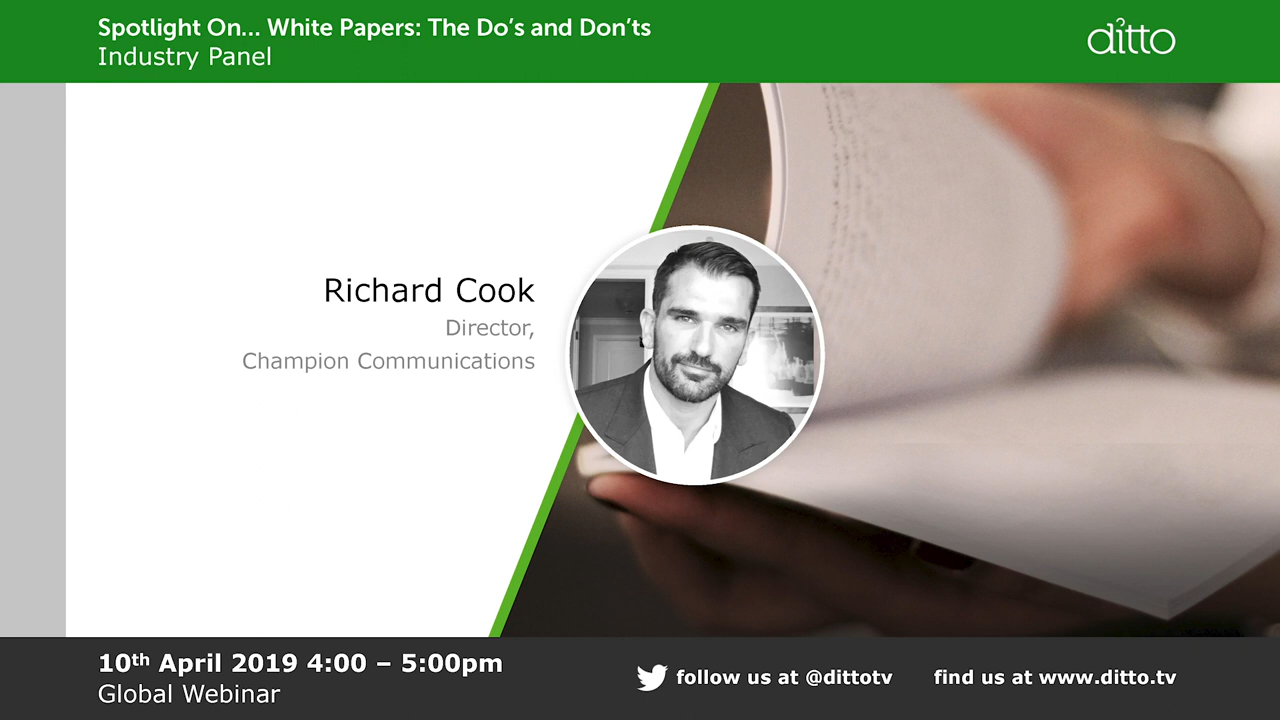 Spotlight On... White Papers: The Do’s and Don’ts
Industry Panel
ditto
Richard Cook
Director,
Champion Communications
10th April 2019 4:00 – 5:00pm
Global Webinar
follow us at @dittotv
find us at www.ditto.tv